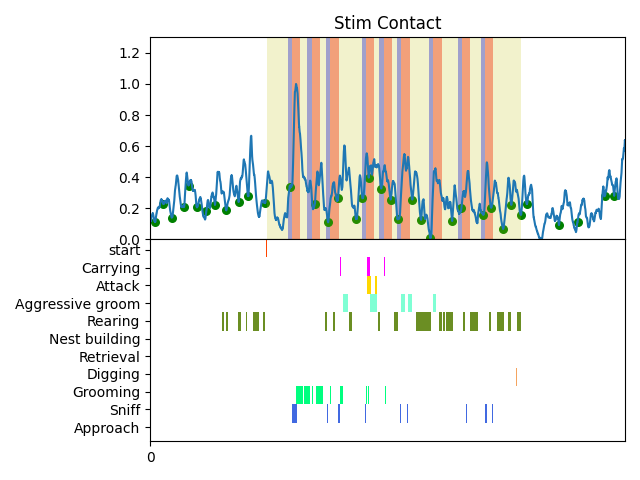 Stim Contact
1.2
1.0
0.8
0.6
0.4
0.2
0.0
start
Carrying
Attack
Aggressive groom
Rearing
Nest building
Retrieval
Digging
Grooming
Sniff
Approach
0